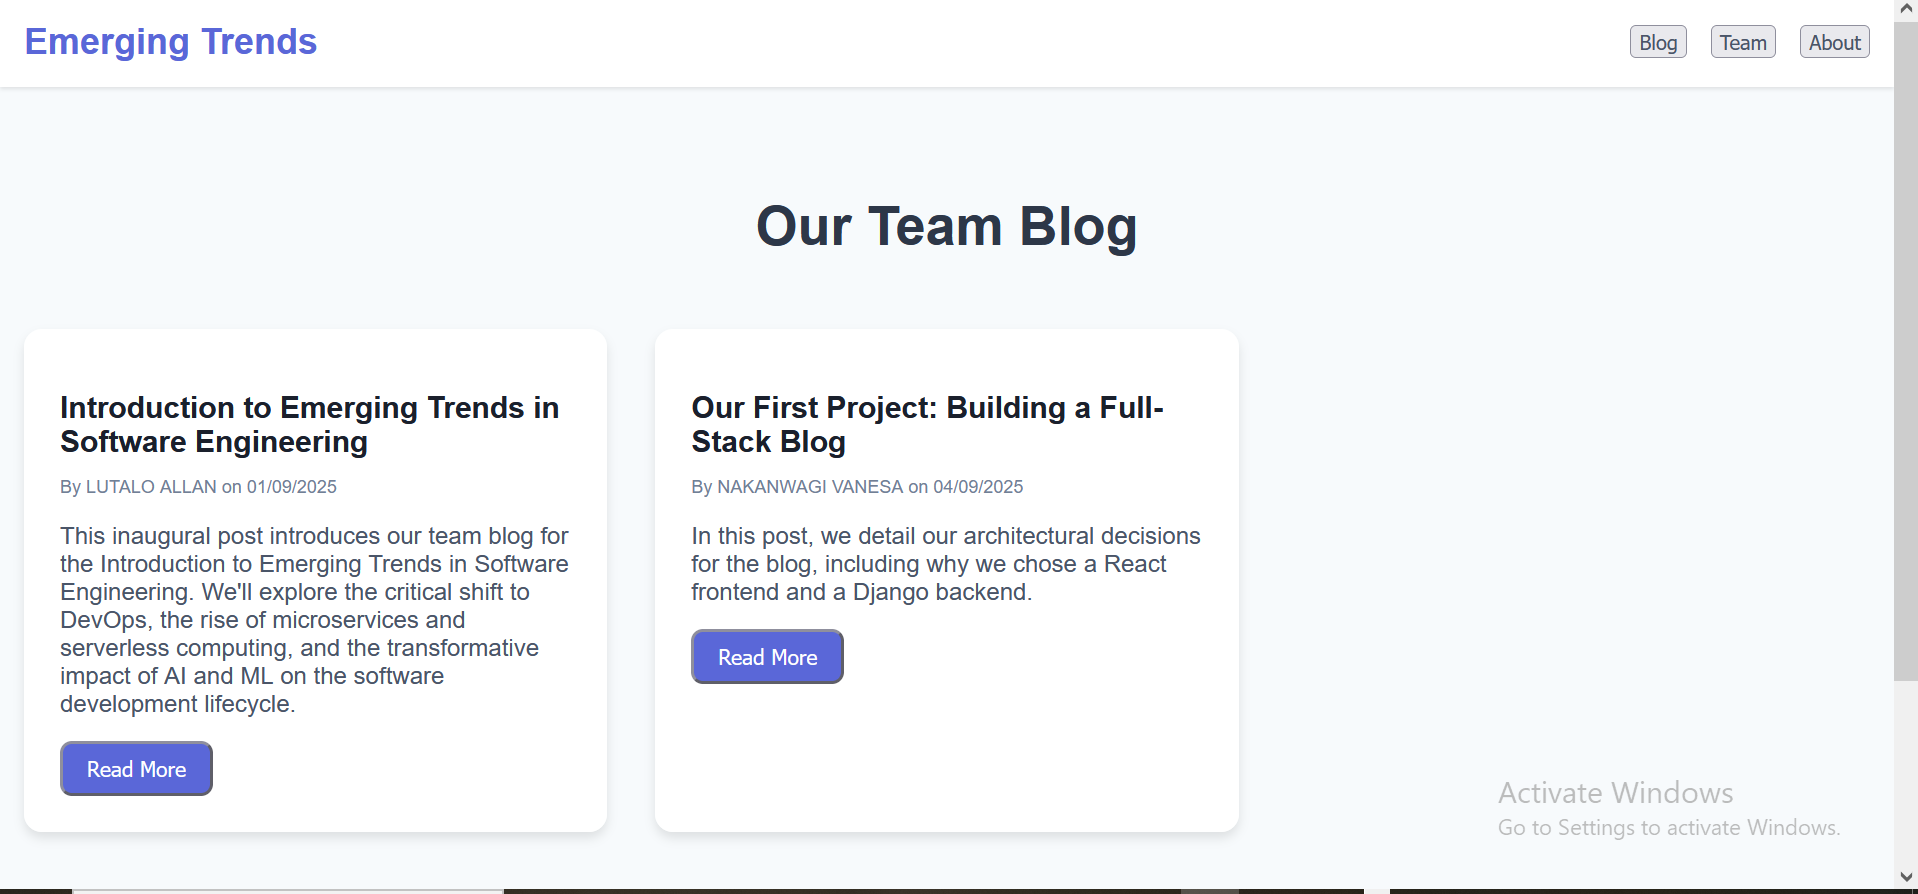 Emerging Trends
Blog
Team
About
Our Team Blog
Introduction to Emerging Trends in
Software Engineering
By LUTALO ALLAN on 01/09/2025
This inaugural post introduces our team blog for
the Introduction to Emerging Trends in Software
Engineering. We'll explore the critical shift to
DevOps, the rise of microservices and
serverless computing, and the transformative
impact of AI and ML on the software
development lifecycle.
Read More
Our First Project: Building a Full-
Stack Blog
By NAKANWAGI VANESA on 04/09/2025
In this post, we detail our architectural decisions
for the blog, including why we chose a React
frontend and a Django backend.
Read More
Activate Windows
Go to Settings to activate Windows.